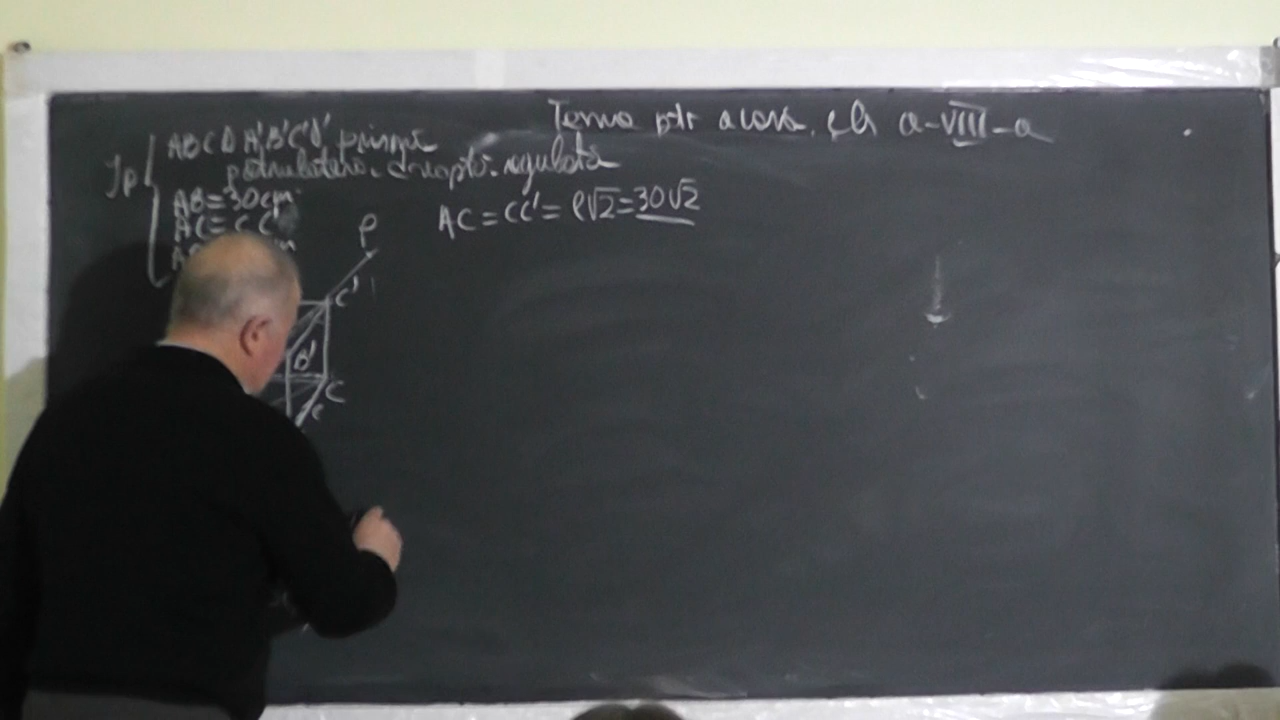 Tema ptr acasă, cls a-VIII-a
Ip
ABCDA'B'C'D' prismă
patrulateră dreaptă regulată
AB=30cm
AC=CC'
AC=CC'=l√2=30√2
P
C'
B'
C